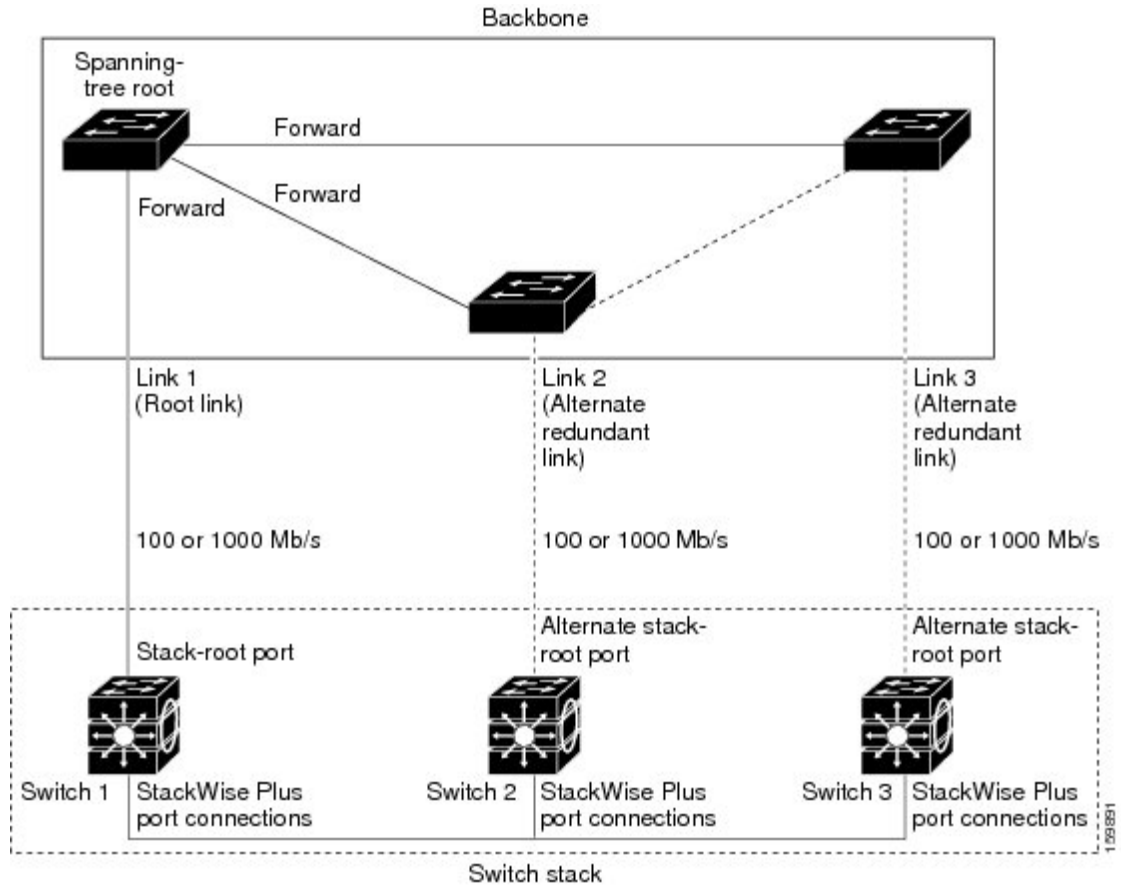 Backbone
Spanning-
tree root
Forward
Forward
Forward
Link 1
(Root link)
Link 2
(Alternate
redundant
link)
Link 3
(Alternate
redundant
link)
100 or 1000 Mb/s
100 or 1000 Mb/s
100 or 1000 Mb/s
Stack-root port
Alternate stack-
root port
Alternate stack-
root port
Switch 1
StackWise Plus
port connections
Switch 2
StackWise Plus
port connections
Switch 3
StackWise Plus
port connections
Switch stack
159891